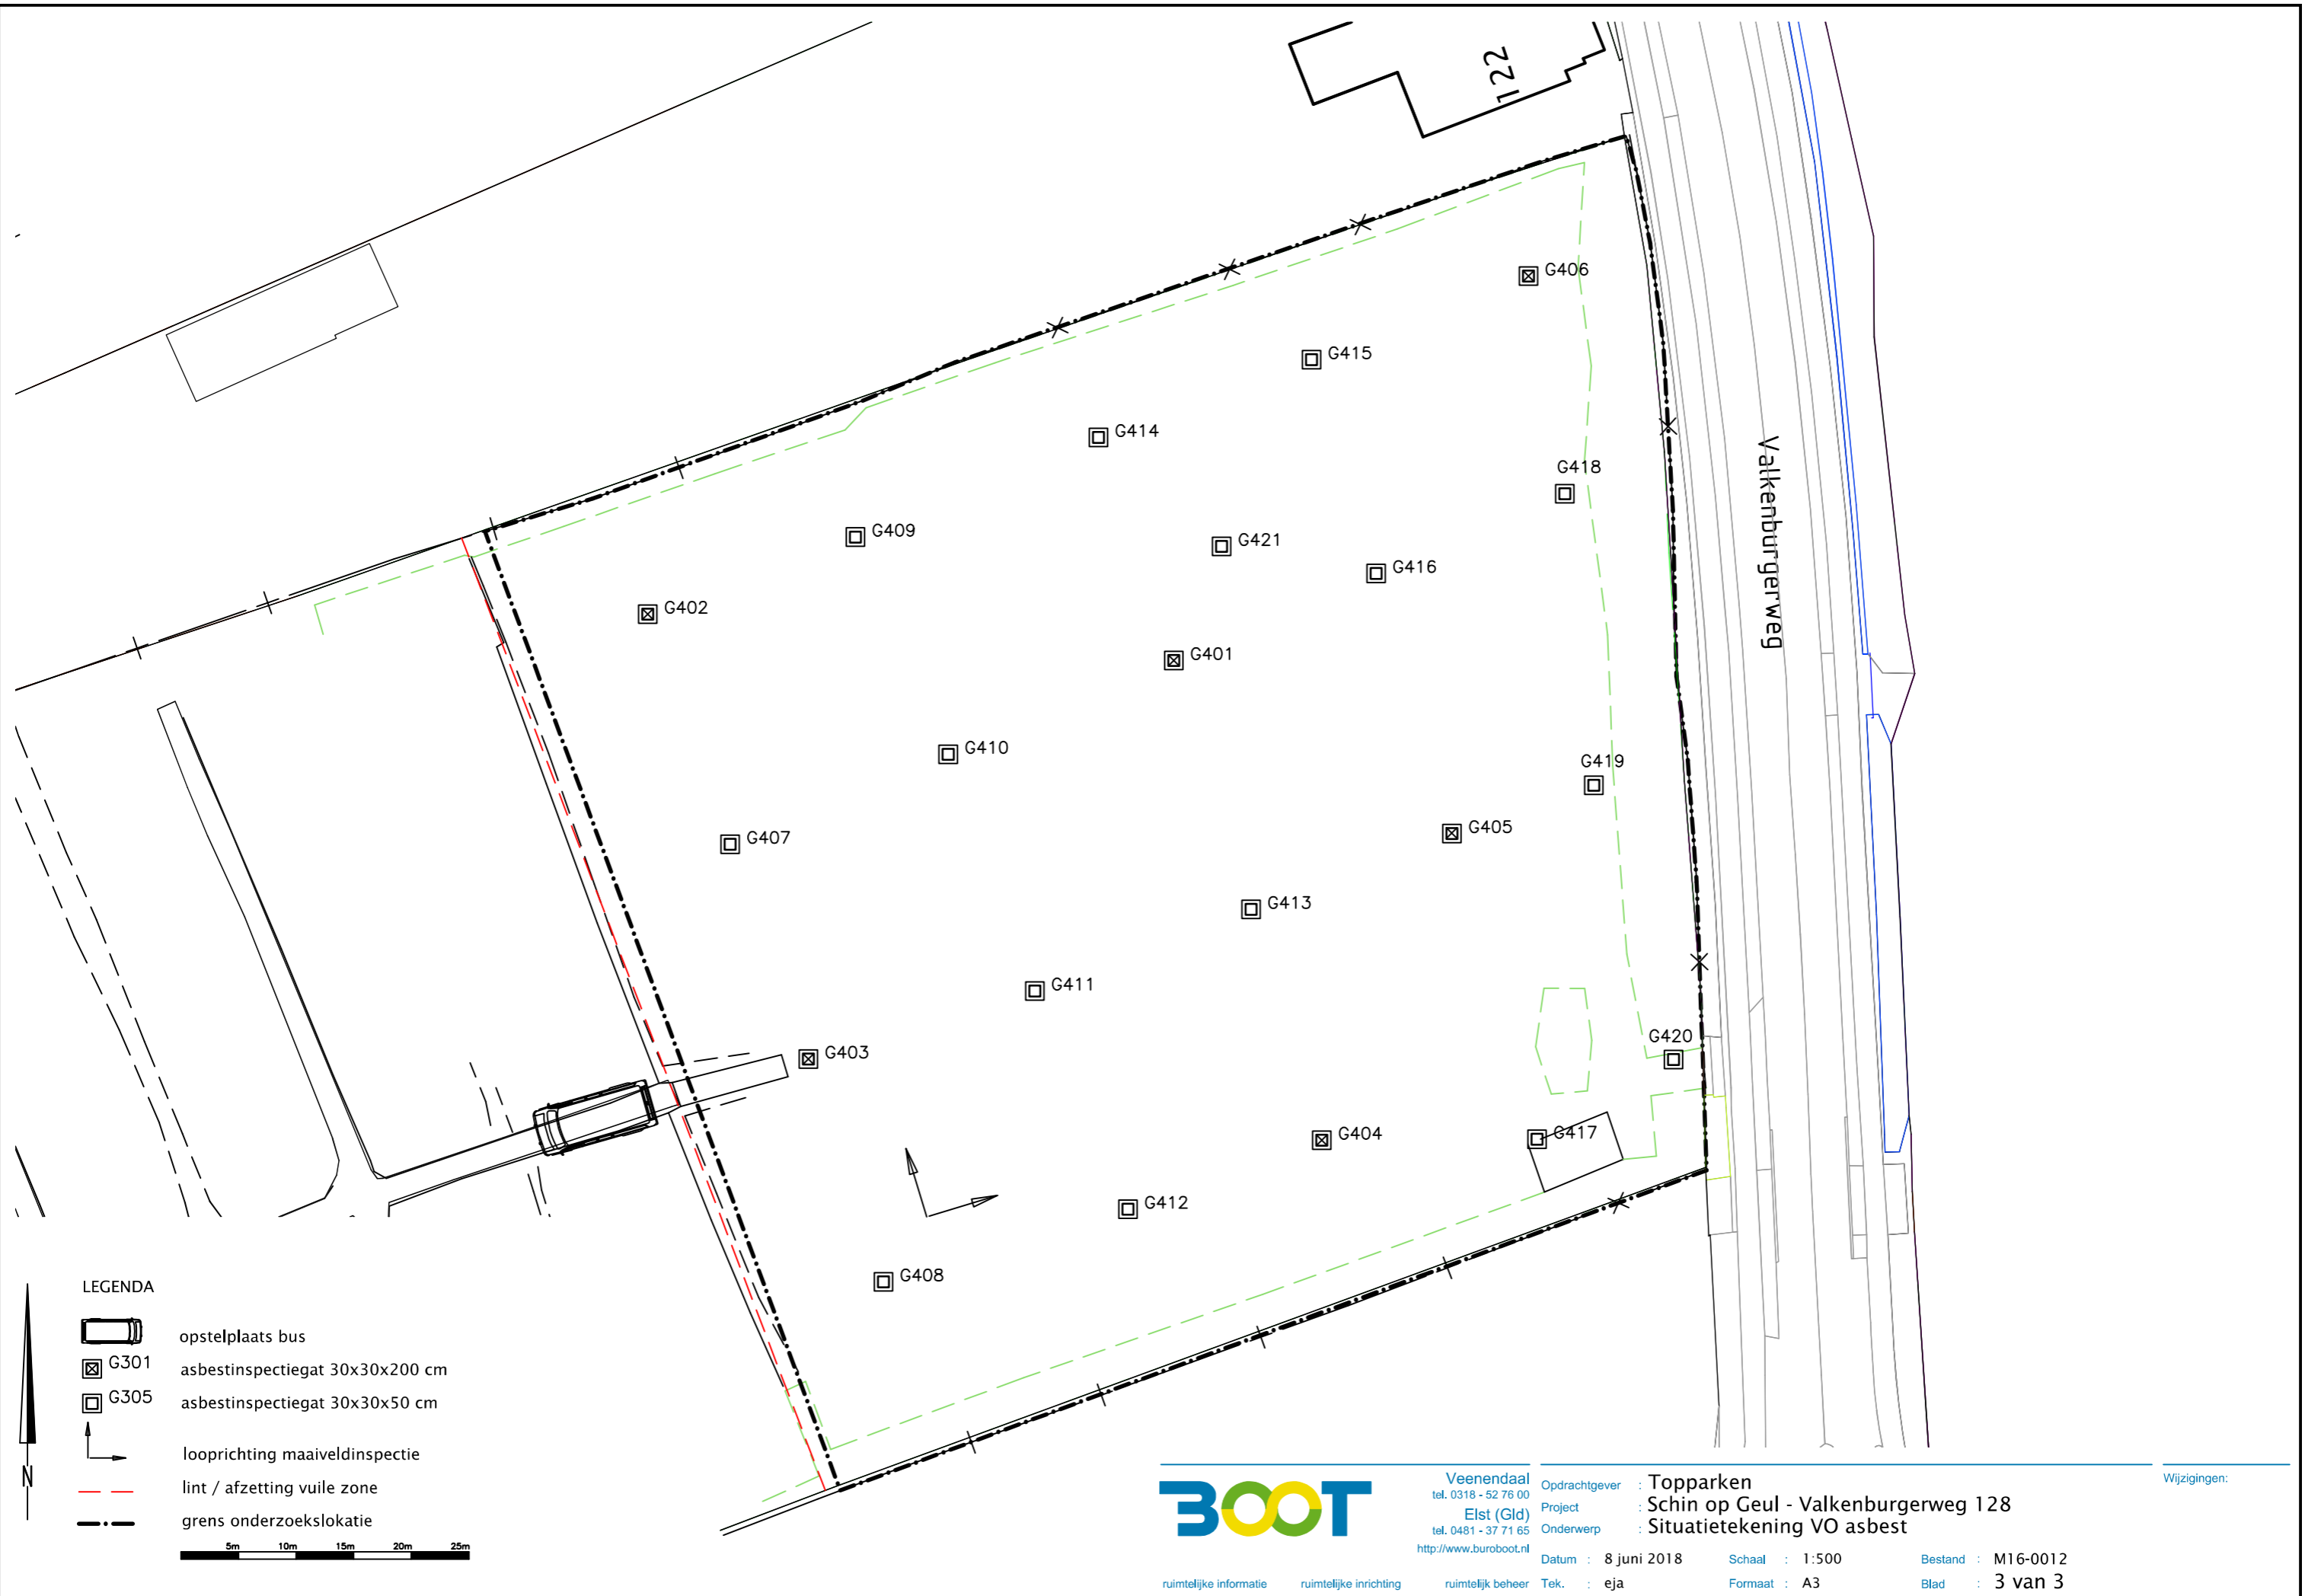 122
G406
G415
G414
G418
Valkenburgerweg
G409
G421
G416
G402
G401
G410
G419
G405
G407
G413
G411
G420
G403
G404
G417
G412
G408
LEGENDA
opstelplaats bus
G301 asbestinspectiegat 30x30x200 cm
G305 asbestinspectiegat 30x30x50 cm
looprichting maaiveldinspectie
lint / afzetting vuile zone
grens onderzoekslokatie
N
5m 10m 15m 20m 25m
BOOT
Veenendaal
tel. 0318 - 52 76 00
Elst (Gld)
tel. 0481 - 37 71 65
http://www.buroboot.nl
ruimtelijke informatie ruimtelijke inrichting ruimtelijk beheer
Opdrachtgever : Topparken
Project : Schin op Geul - Valkenburgerweg 128
Onderwerp : Situatietekening VO asbest
Datum : 8 juni 2018 Schaal : 1:500 Bestand : M16-0012
Tek. : eja Formaat : A3 Blad : 3 van 3
Wijzigingen: